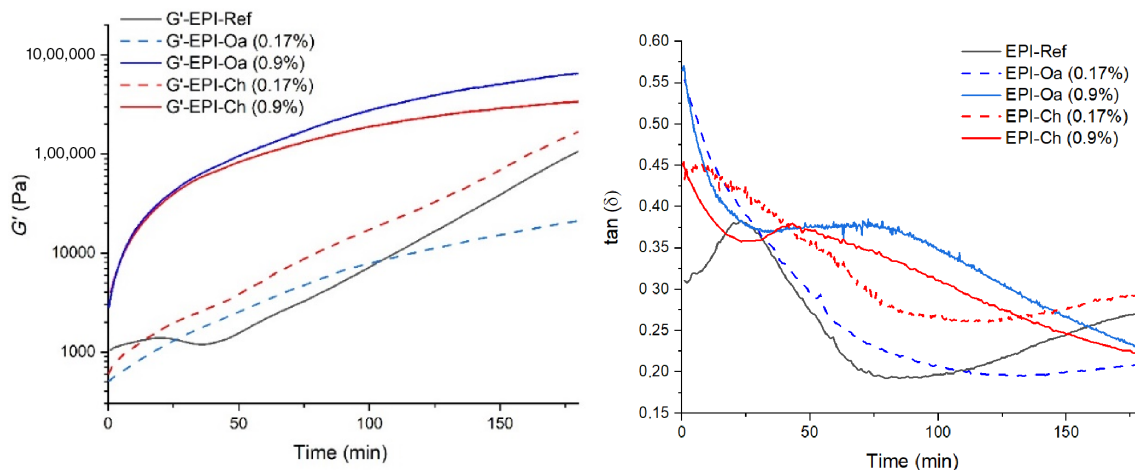 G'-EPI-Ref
G'-EPI-Oa (0.17%)
G'-EPI-Oa (0.9%)
G'-EPI-Ch (0.17%)
G'-EPI-Ch (0.9%)
10,00,000
1,00,000
10000
1000
G' (Pa)
0
50
100
150
Time (min)
EPI-Ref
EPI-Oa (0.17%)
EPI-Oa (0.9%)
EPI-Ch (0.17%)
EPI-Ch (0.9%)
0.60
0.55
0.50
0.45
0.40
0.35
0.30
0.25
0.20
0.15
tan (δ)
0
50
100
150
Time (min)